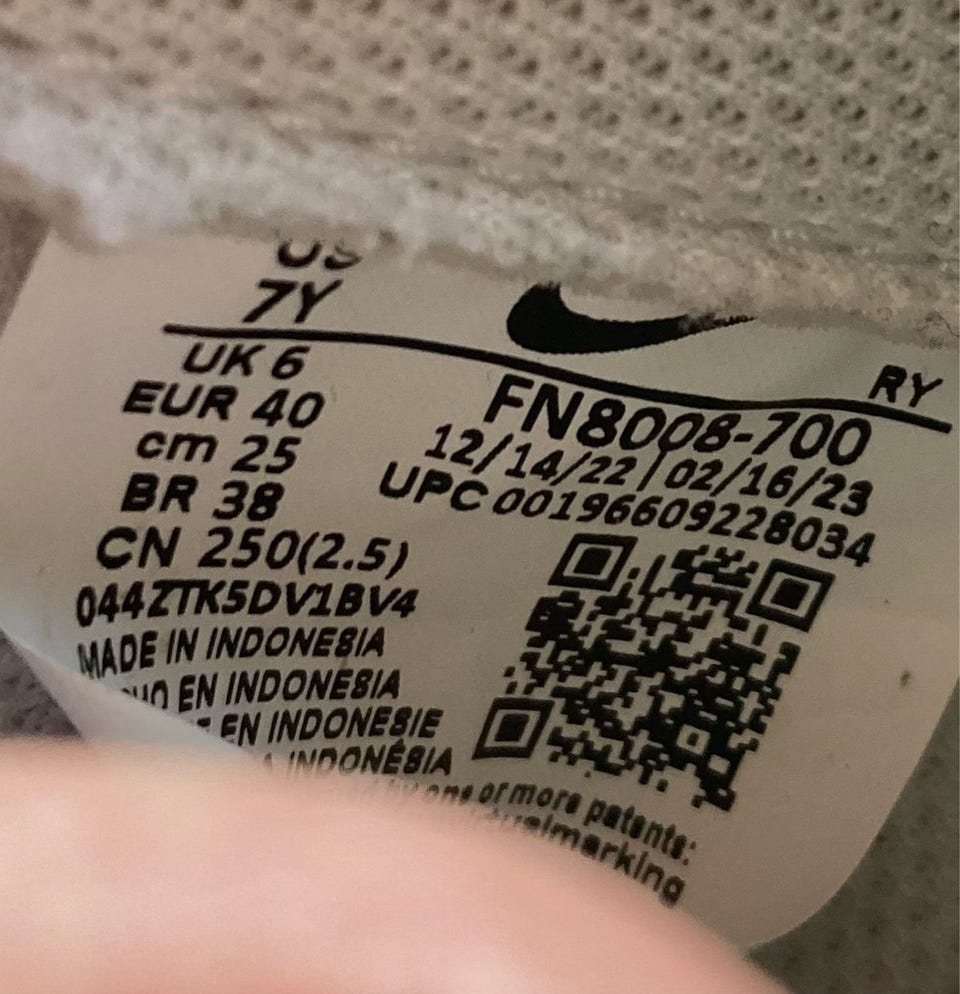 US
7Y
UK 6
EUR 40
cm 25
BR 38
CN 250(2.5)
044ZTK5DV1BV4
MADE IN INDONESIA
EN INDONESIA
EN INDONESIE
INDONÉSIA
RY
FN8008-700
12/14/22 | 02/16/23
UPC 00196609228034
one or more patents: